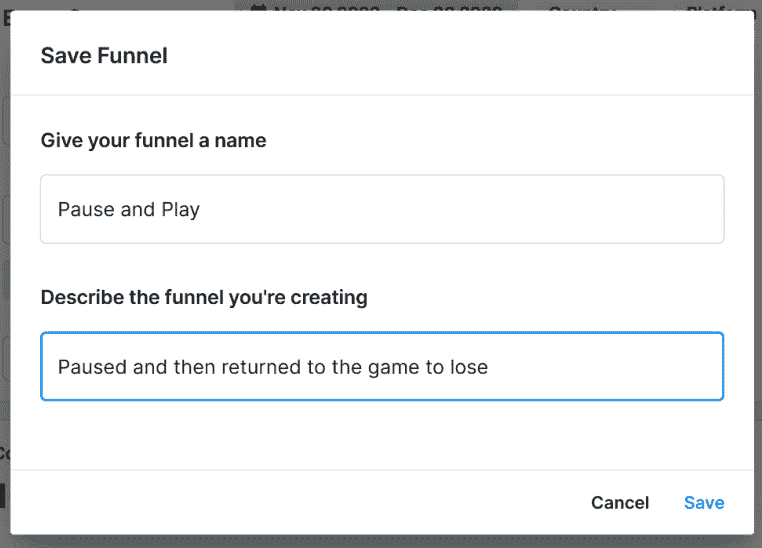 Save Funnel
Give your funnel a name
Pause and Play
Describe the funnel you're creating
Paused and then returned to the game to lose
Cancel
Save